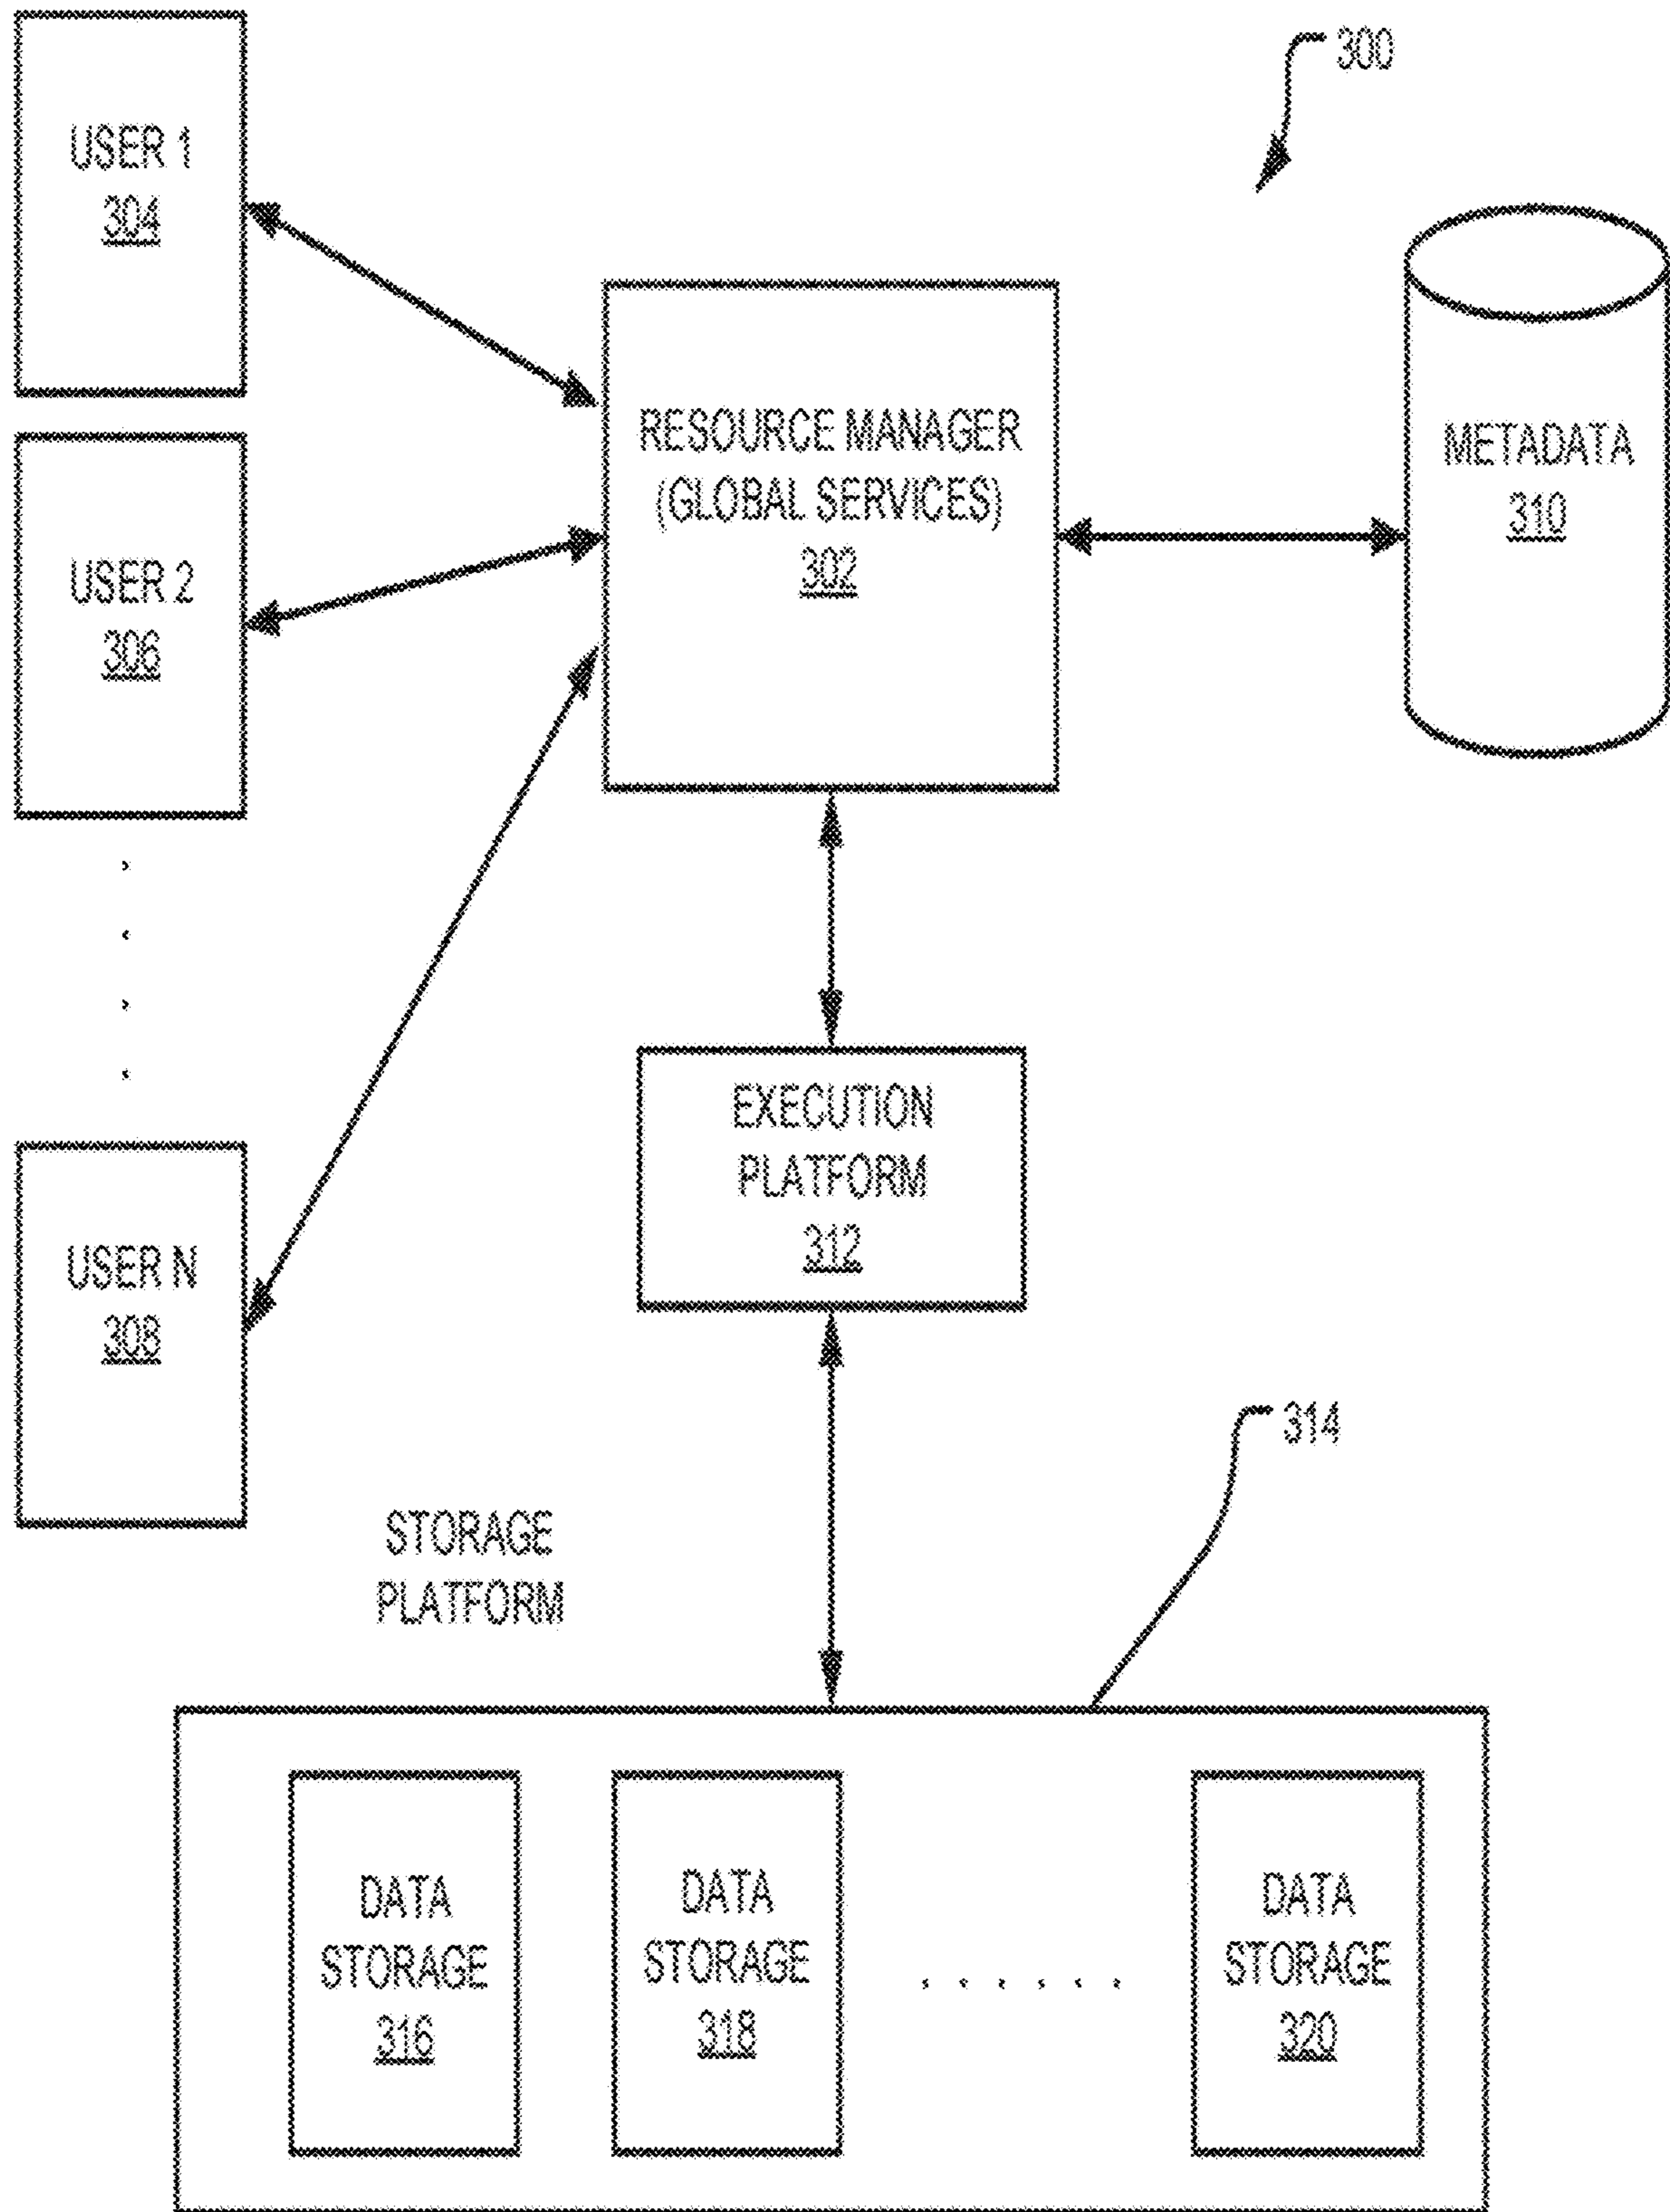 300
USER 1
304
RESOURCE MANAGER
(GLOBAL SERVICES)
302
METADATA
310
USER 2
306
EXECUTION
PLATFORM
312
USER N
308
314
STORAGE
PLATFORM
DATA
STORAGE
316
DATA
STORAGE
318
DATA
STORAGE
320